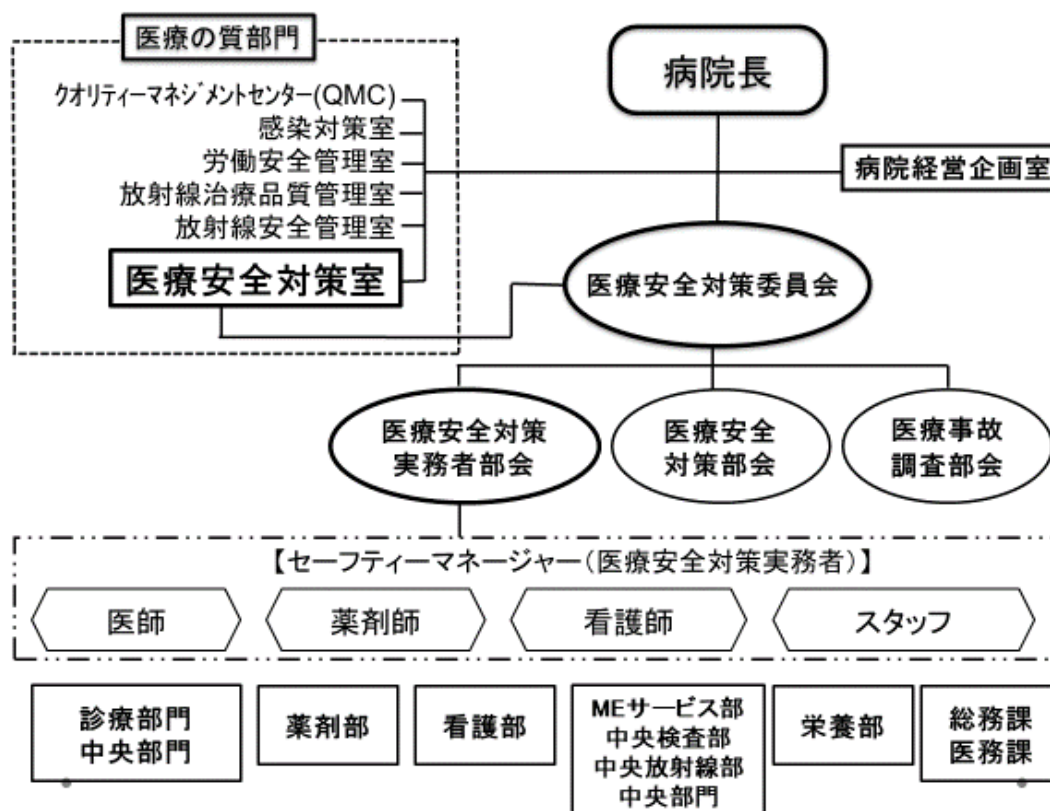 医療の質部門
病院長
クオリティーマネジメントセンター(QMC)
感染対策室
労働安全管理室
放射線治療品質管理室
放射線安全管理室
医療安全対策室
病院経営企画室
医療安全対策委員会
医療安全対策
実務者部会
医療安全
対策部会
医療事故
調査部会
【セーフティーマネージャー(医療安全対策実務者)】
医師
薬剤師
看護師
スタッフ
診療部門
中央部門
薬剤部
看護部
MEサービス部
中央検査部
中央放射線部
中央部門
栄養部
総務課
医務課